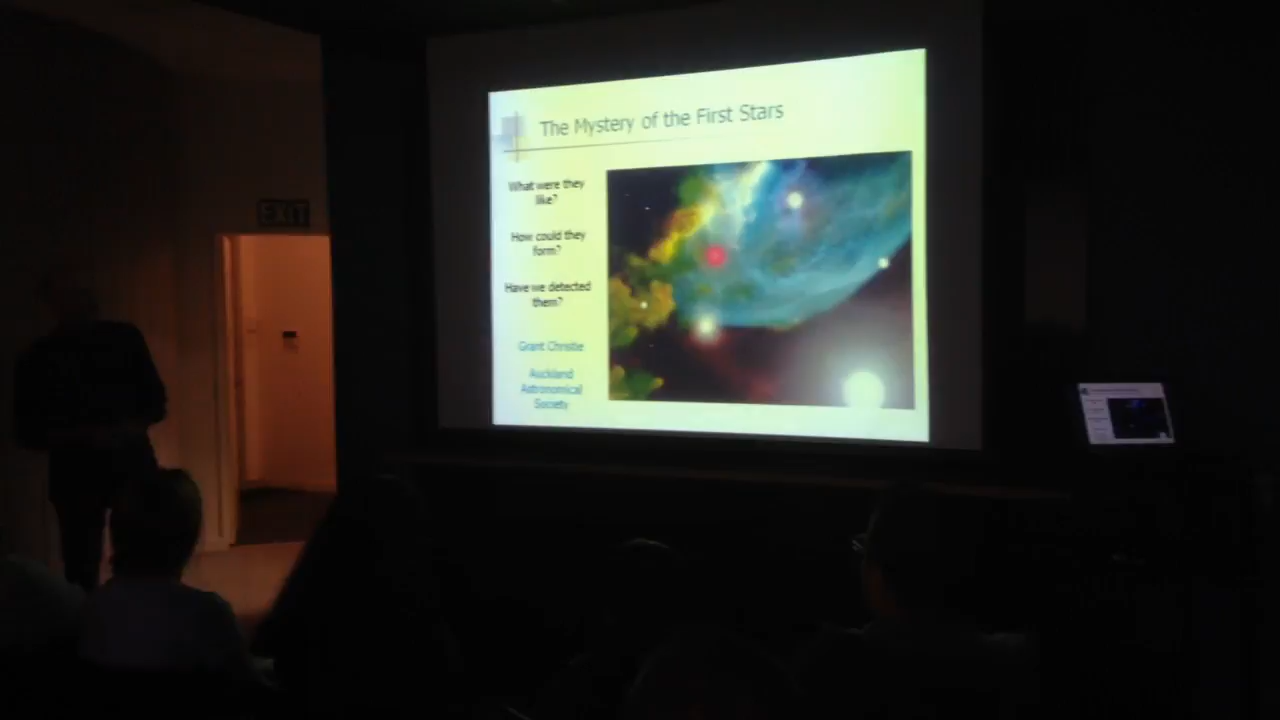 The Mystery of the First Stars
What were they
like?
How could they
form?
Have we detected
them?
Grant Christie
Auckland
Astronomical
Society
EXIT